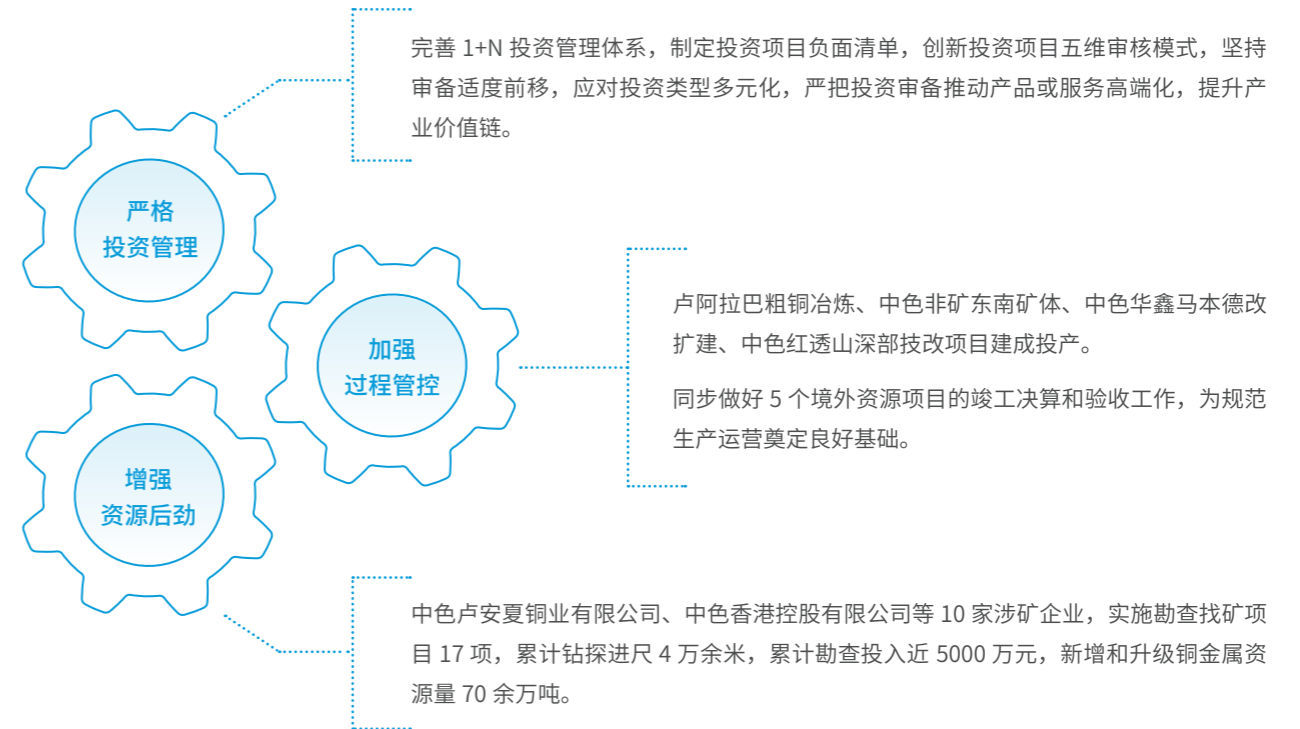 完善 1+N 投资管理体系，制定投资项目负面清单，创新投资项目五维审核模式，坚持
审备适度前移，应对投资类型多元化，严把投资审备推动产品或服务高端化，提升产
业价值链。
严格
投资管理
卢阿拉巴粗铜冶炼、中色非矿东南矿体、中色华鑫马本德改
扩建、中色红透山深部技改项目建成投产。
加强
过程管控
同步做好 5 个境外资源项目的竣工决算和验收工作，为规范
生产运营奠定良好基础。
增强
资源后劲
中色卢安夏铜业有限公司、中色香港控股有限公司等 10 家涉矿企业，实施勘查找矿项
目 17 项，累计钻探进尺 4 万余米，累计勘查投入近 5000 万元，新增和升级铜金属资
源量 70 余万吨。